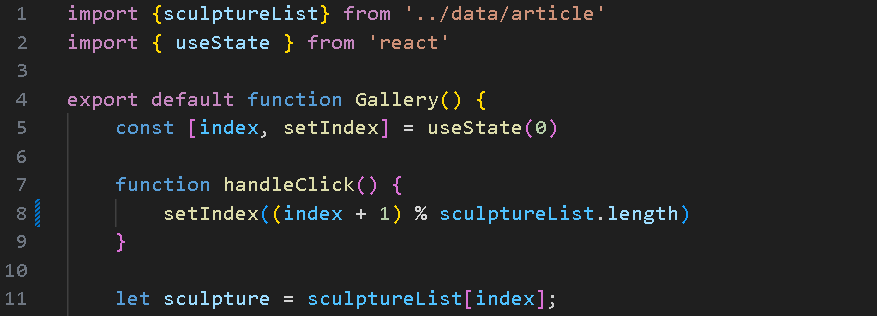 1 import {sculptureList} from '../data/article'
2 import { useState } from 'react'
3
4 export default function Gallery() {
5     const [index, setIndex] = useState(0)
6
7     function handleClick() {
8         setIndex((index + 1) % sculptureList.length)
9     }
10
11     let sculpture = sculptureList[index];